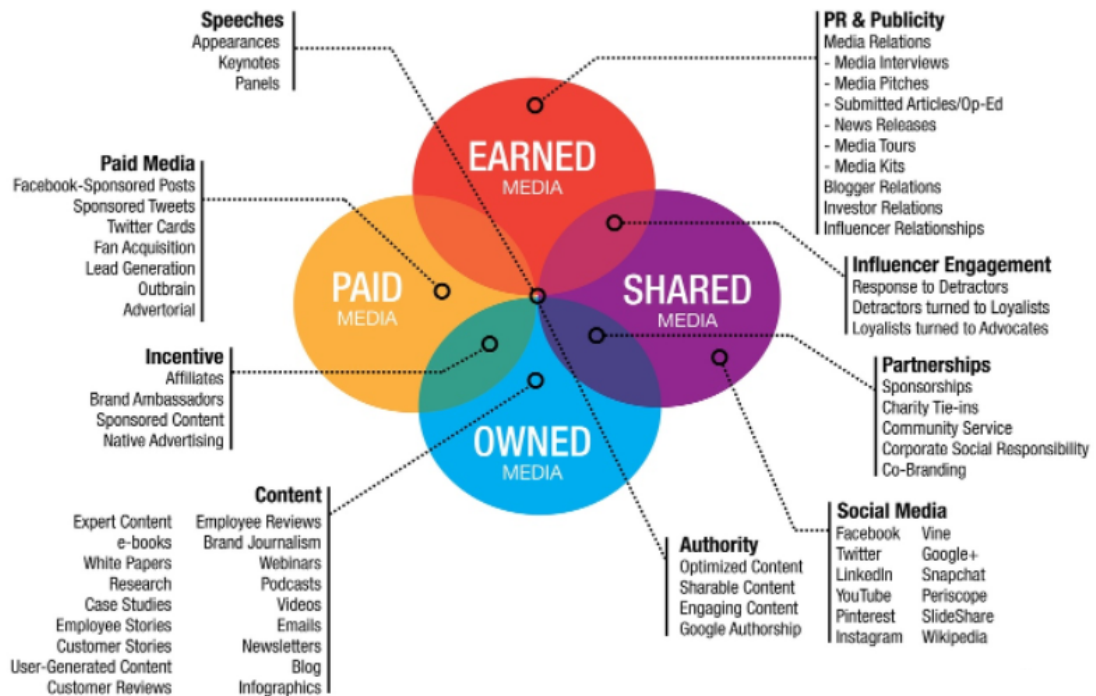 Speeches
Appearances
Keynotes
Panels
PR & Publicity
Media Relations
- Media Interviews
- Media Pitches
- Submitted Articles/Op-Ed
- News Releases
- Media Tours
- Media Kits
Blogger Relations
Investor Relations
Influencer Relationships
EARNED
MEDIA
Paid Media
Facebook-Sponsored Posts
Sponsored Tweets
Twitter Cards
Fan Acquisition
Lead Generation
Outbrain
Advertorial
PAID
MEDIA
SHARED
MEDIA
Influencer Engagement
Response to Detractors
Detractors turned to Loyalists
Loyalists turned to Advocates
Incentive
Affiliates
Brand Ambassadors
Sponsored Content
Native Advertising
Partnerships
Sponsorships
Charity Tie-ins
Community Service
Corporate Social Responsibility
Co-Branding
OWNED
MEDIA
Content
Expert Content
e-books
White Papers
Research
Case Studies
Employee Stories
Customer Stories
User-Generated Content
Customer Reviews
Employee Reviews
Brand Journalism
Webinars
Podcasts
Videos
Emails
Newsletters
Blog
Infographics
Authority
Optimized Content
Sharable Content
Engaging Content
Google Authorship
Social Media
Facebook
Twitter
LinkedIn
YouTube
Pinterest
Instagram
Vine
Google+
Snapchat
Periscope
SlideShare
Wikipedia